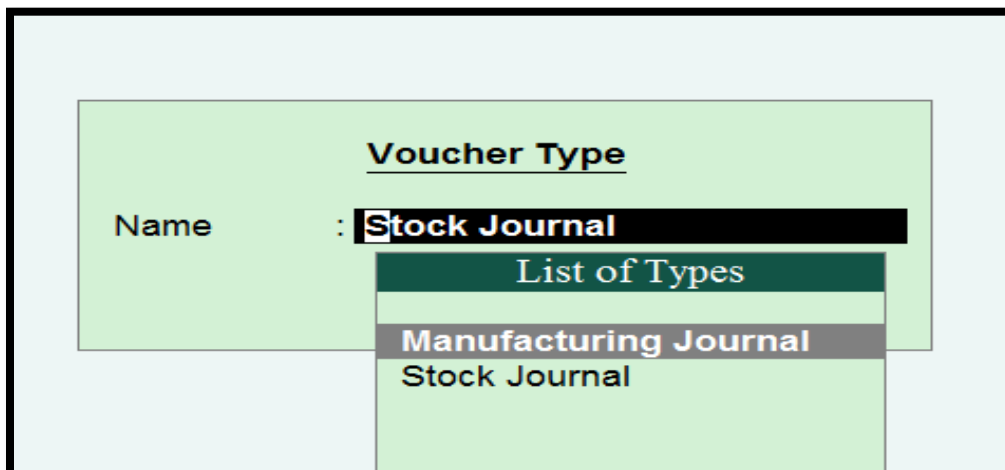 Voucher Type
Name : Stock Journal
List of Types
Manufacturing Journal
Stock Journal